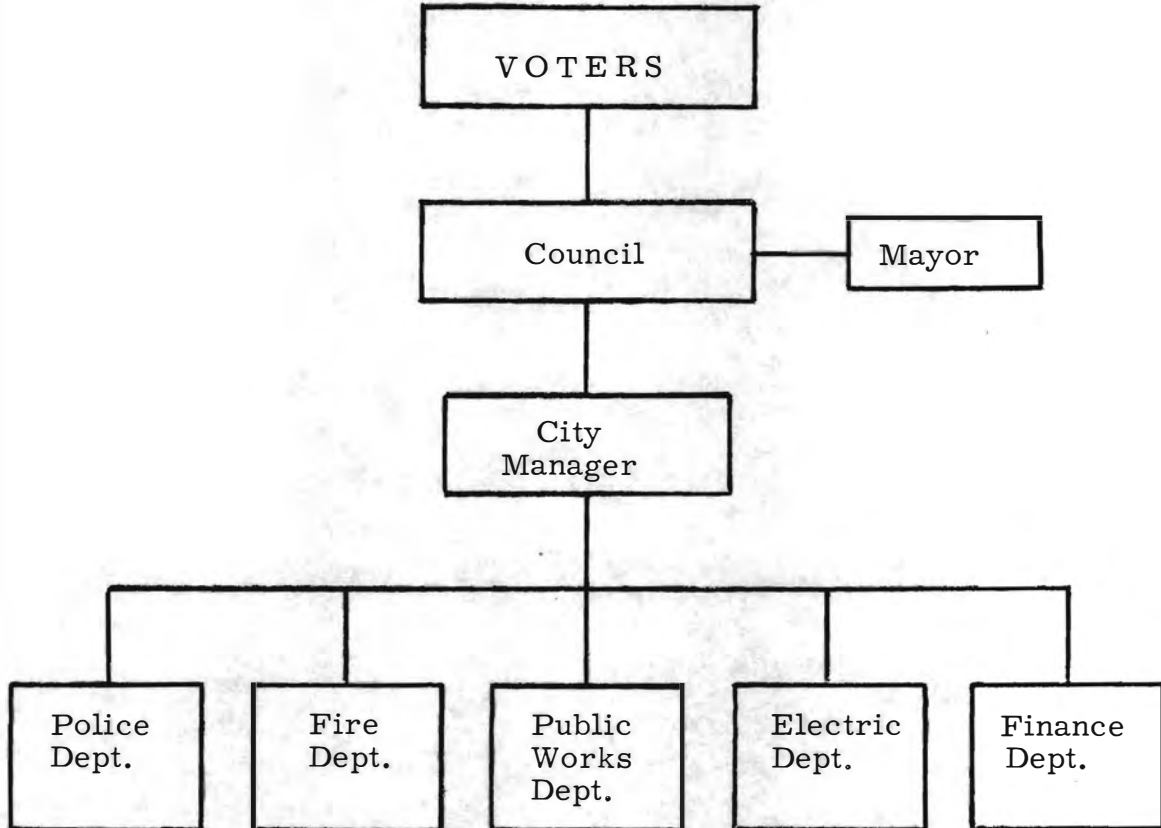 VOTERS
Council
Mayor
City
Manager
Police
Dept.
Fire
Dept.
Public
Works
Dept.
Electric
Dept.
Finance
Dept.